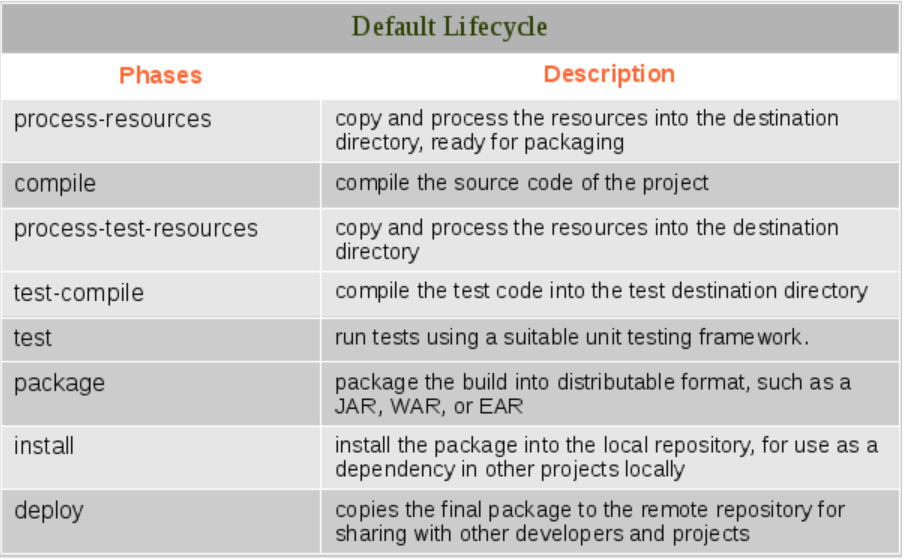 Default Lifecycle
Phases Description
process-resources copy and process the resources into the destination
directory, ready for packaging
compile compile the source code of the project
process-test-resources copy and process the resources into the destination
directory
test-compile compile the test code into the test destination directory
test run tests using a suitable unit testing framework.
package package the build into distributable format, such as a
JAR, WAR, or EAR
install install the package into the local repository, for use as a
dependency in other projects locally
deploy copies the final package to the remote repository for
sharing with other developers and projects